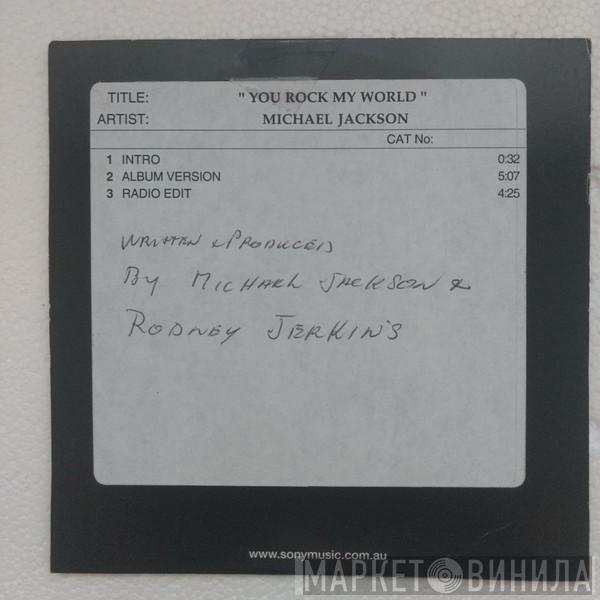 TITLE: " YOU ROCK MY WORLD "
ARTIST: MICHAEL JACKSON
CAT No:
1 INTRO 0:32
2 ALBUM VERSION 5:07
3 RADIO EDIT 4:25
WRITTEN & PRODUCED
By MICHAEL JACKSON &
RODNEY JERKIN'S
www.sonymusic.com.au
МАРКЕТ ВИНИЛА